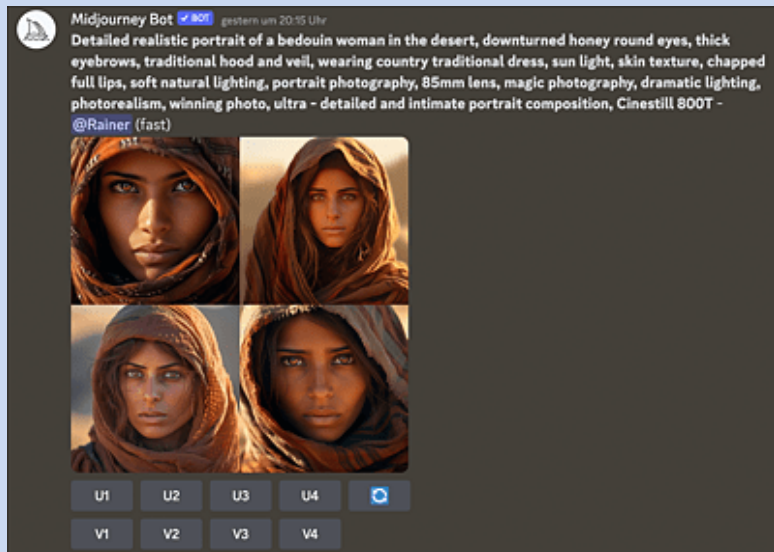 Midjourney Bot ✓ BOT gestern um 20:15 Uhr
Detailed realistic portrait of a bedouin woman in the desert, downturned honey round eyes, thick
eyebrows, traditional hood and veil, wearing country traditional dress, sun light, skin texture, chapped
full lips, soft natural lighting, portrait photography, 85mm lens, magic photography, dramatic lighting,
photorealism, winning photo, ultra - detailed and intimate portrait composition, Cinestill 800T -
@Rainer (fast)
U1 U2 U3 U4
V1 V2 V3 V4